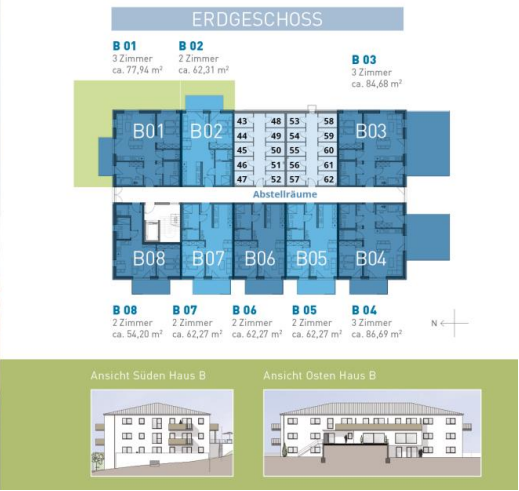 ERDGESCHOSS
B 01
3 Zimmer
ca. 77,94 m²
B 02
2 Zimmer
ca. 62,31 m²
B 03
3 Zimmer
ca. 84,68 m²
B01
B02
43 48 53 58
44 49 54 59
45 50 55 60
46 51 56 61
47 52 57 62
B03
Abstellräume
B08
B07
B06
B05
B04
B 08
2 Zimmer
ca. 54,20 m²
B 07
2 Zimmer
ca. 62,27 m²
B 06
2 Zimmer
ca. 62,27 m²
B 05
2 Zimmer
ca. 62,27 m²
B 04
3 Zimmer
ca. 86,69 m²
N
Ansicht Süden Haus B
Ansicht Osten Haus B